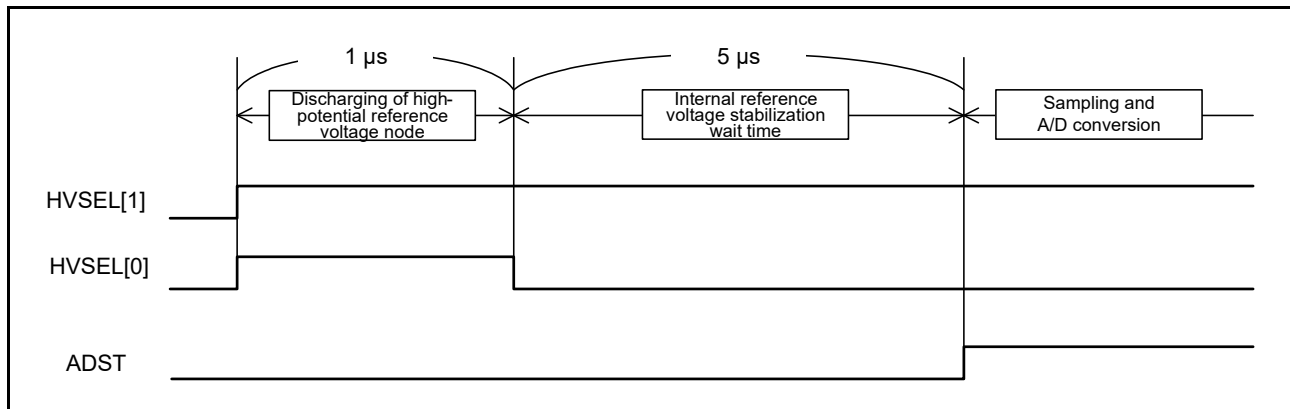 1 µs
5 µs
Discharging of high-
potential reference
voltage node
Internal reference
voltage stabilization
wait time
Sampling and
A/D conversion
HVSEL[1]
HVSEL[0]
ADST